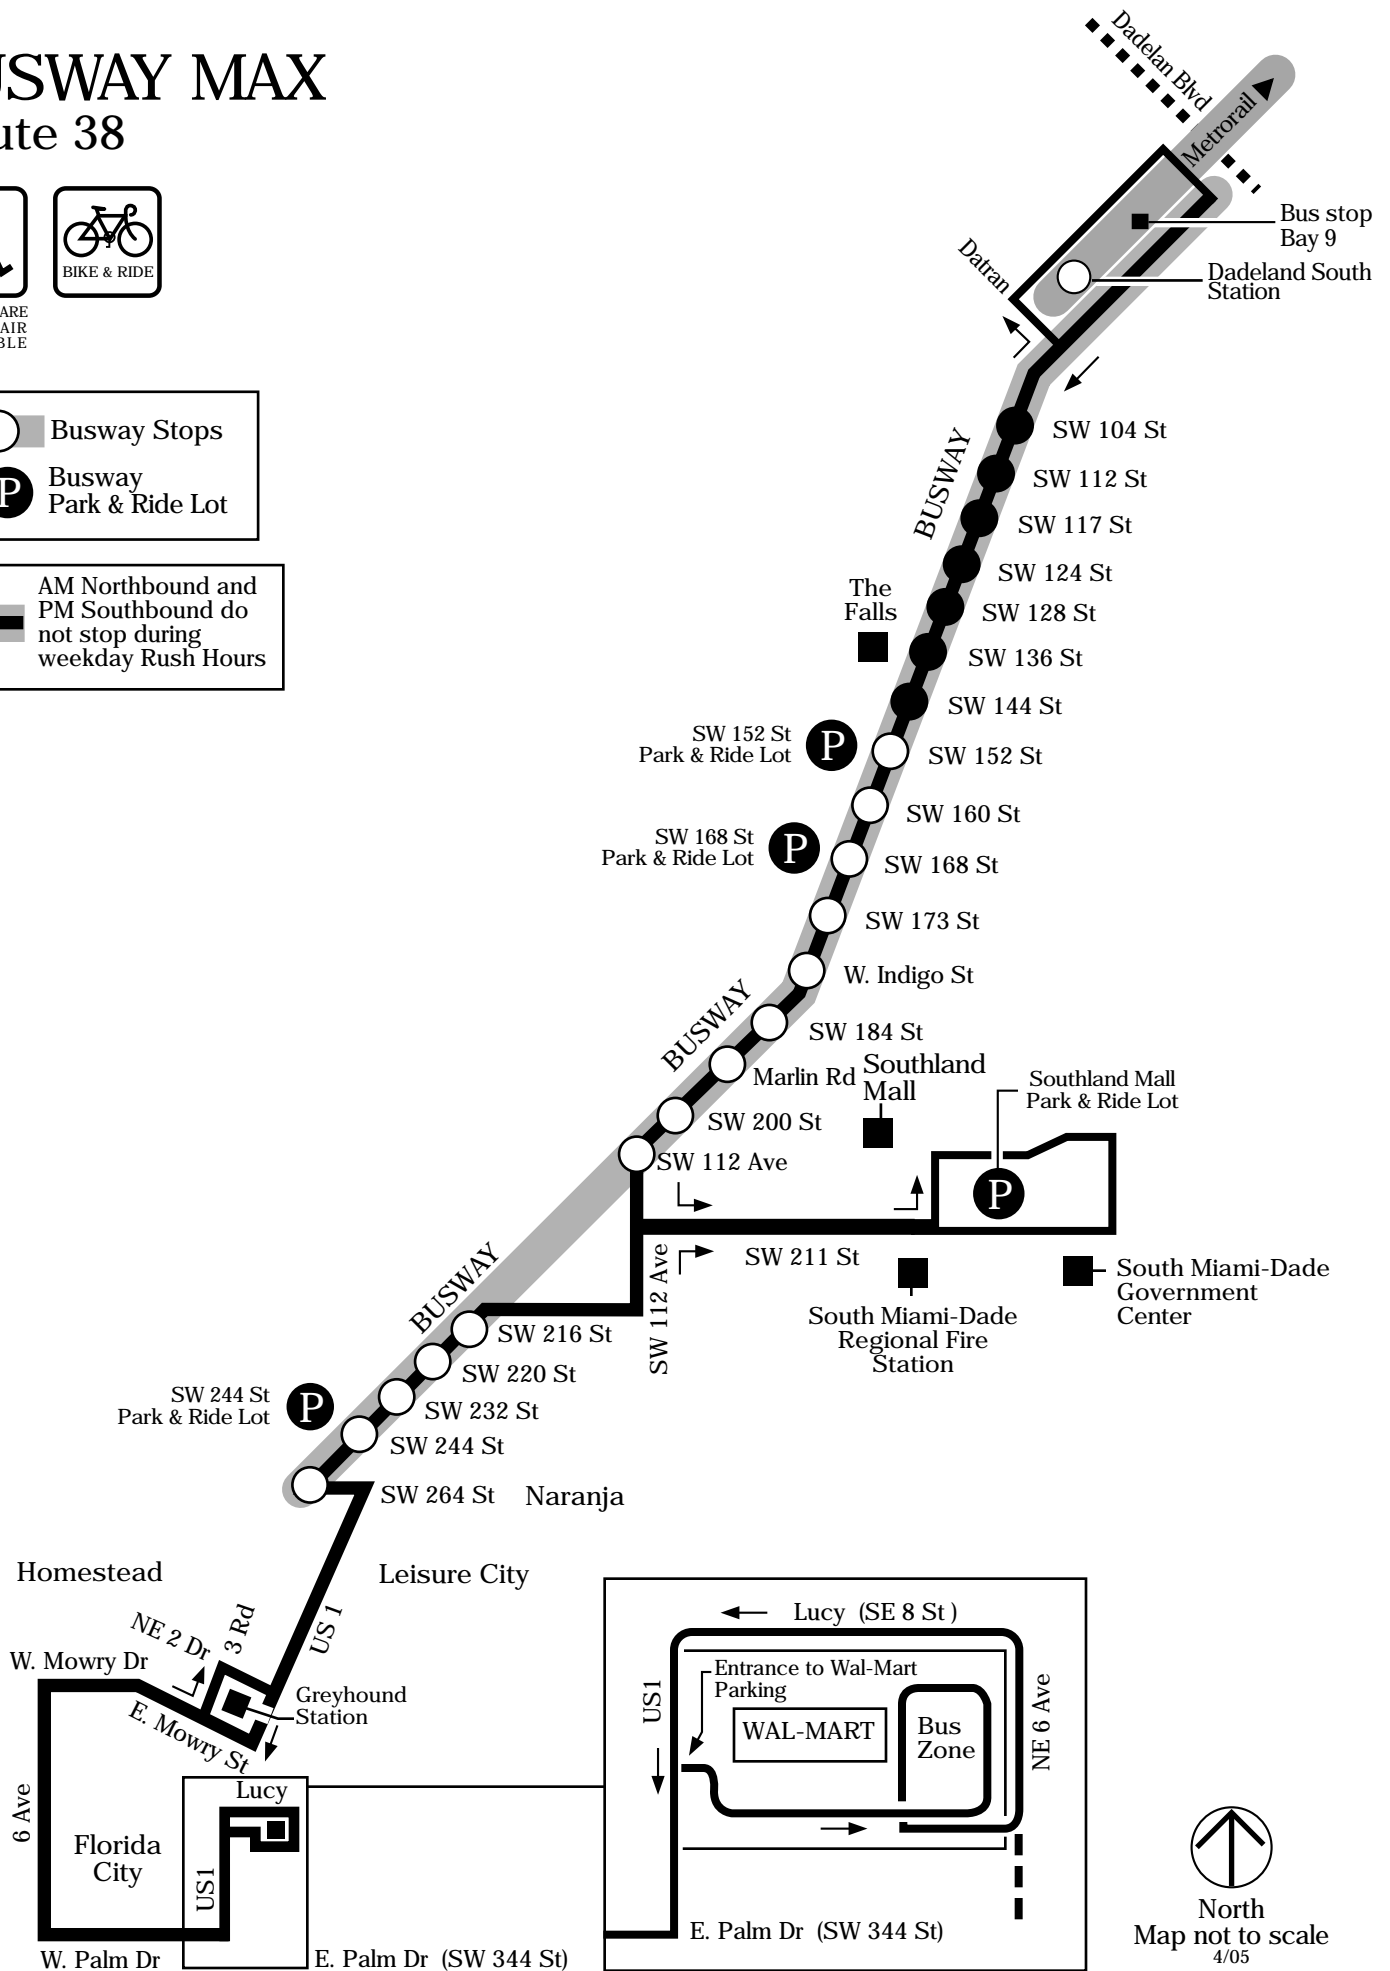 USWAY MAX
ute 38
BIKE & RIDE
ARE
AIR
BLE
Busway Stops
P
Busway
Park & Ride Lot
AM Northbound and
PM Southbound do
not stop during
weekday Rush Hours
Dadelan Blvd
Metrorail
Bus stop
Bay 9
Datran
Dadeland South
Station
BUSWAY
SW 104 St
SW 112 St
SW 117 St
SW 124 St
The
Falls
SW 128 St
SW 136 St
SW 144 St
SW 152 St
Park & Ride Lot
P
SW 152 St
SW 160 St
SW 168 St
Park & Ride Lot
P
SW 168 St
SW 173 St
W. Indigo St
BUSWAY
SW 184 St
Marlin Rd
Southland
Mall
Southland Mall
Park & Ride Lot
P
SW 200 St
SW 112 Ave
SW 211 St
SW 112 Ave
South Miami-Dade
Regional Fire
Station
South Miami-Dade
Government
Center
BUSWAY
SW 216 St
SW 220 St
SW 244 St
Park & Ride Lot
P
SW 232 St
SW 244 St
SW 264 St
Naranja
Homestead
Leisure City
NE 2 Dr
3 Rd
US 1
W. Mowry Dr
Greyhound
Station
E. Mowry St
Lucy
6 Ave
Florida
City
US1
W. Palm Dr
E. Palm Dr (SW 344 St)
Lucy (SE 8 St )
Entrance to Wal-Mart
Parking
US1
WAL-MART
Bus
Zone
NE 6 Ave
E. Palm Dr (SW 344 St)
North
Map not to scale
4/05